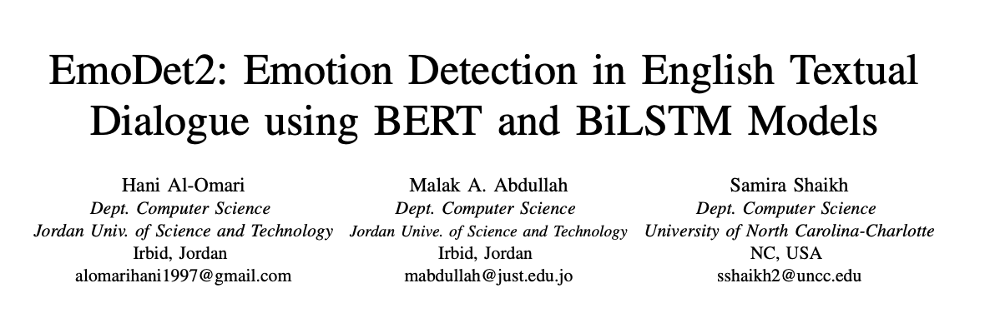 EmoDet2: Emotion Detection in English Textual
Dialogue using BERT and BiLSTM Models
Hani Al-Omari
Dept. Computer Science
Jordan Univ. of Science and Technology
Irbid, Jordan
alomarihani1997@gmail.com
Malak A. Abdullah
Dept. Computer Science
Jordan Unive. of Science and Technology
Irbid, Jordan
mabdullah@just.edu.jo
Samira Shaikh
Dept. Computer Science
University of North Carolina-Charlotte
NC, USA
sshaikh2@uncc.edu